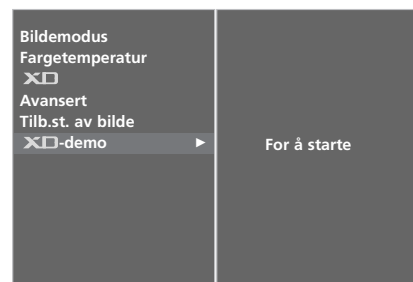 Bildemodus
Fargetemperatur
XD
Avansert
Tilb.st. av bilde
XD-demo ►
For å starte